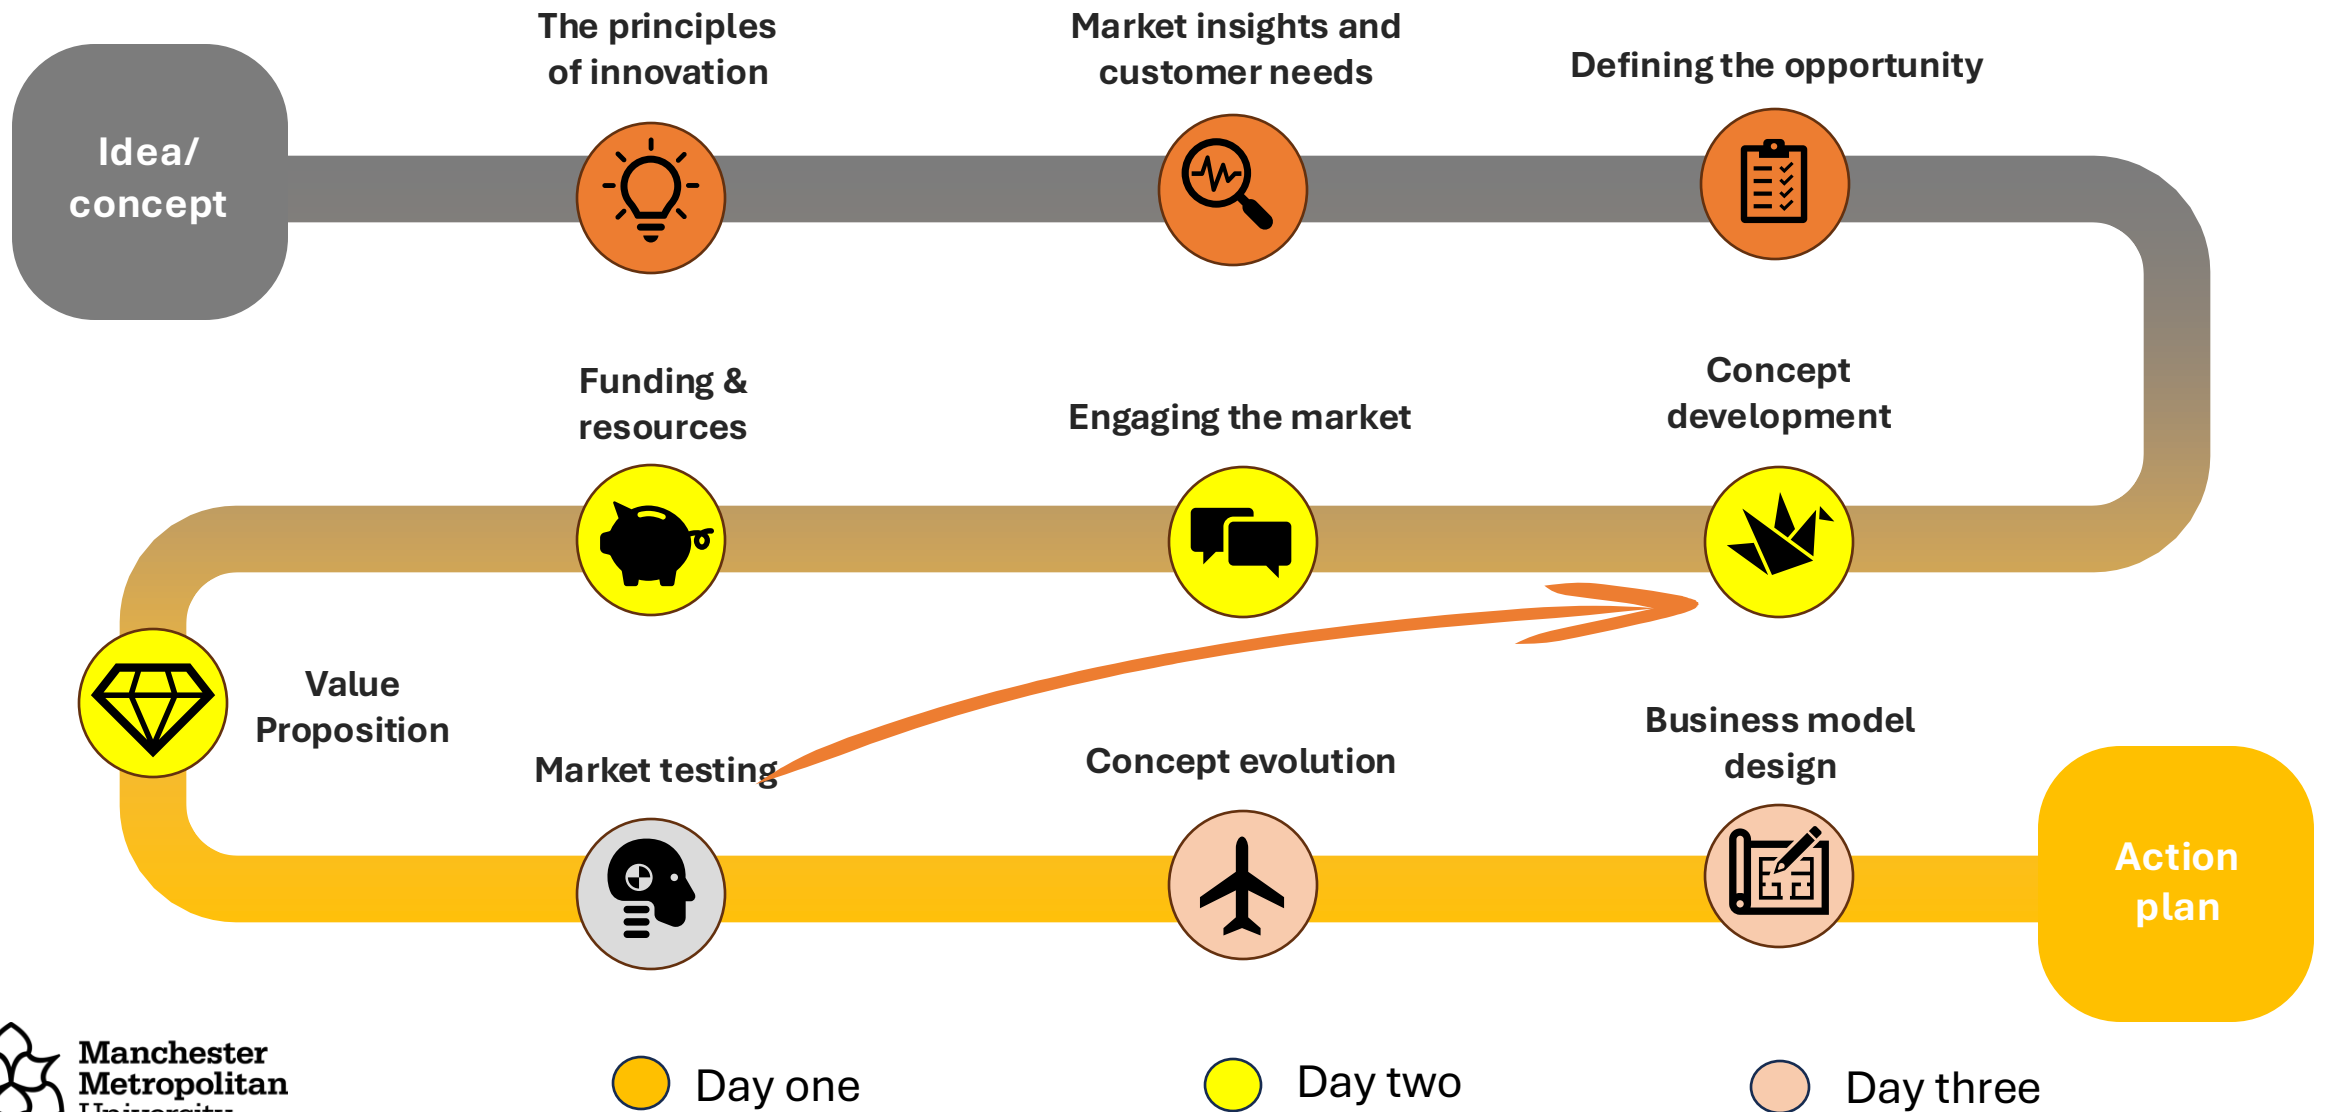 The principles
of innovation
Market insights and
customer needs
Defining the opportunity
Idea/
concept
Funding &
resources
Engaging the market
Concept
development
Value
Proposition
Market testing
Concept evolution
Business model
design
Action
plan
Manchester
Metropolitan
University
Day one
Day two
Day three